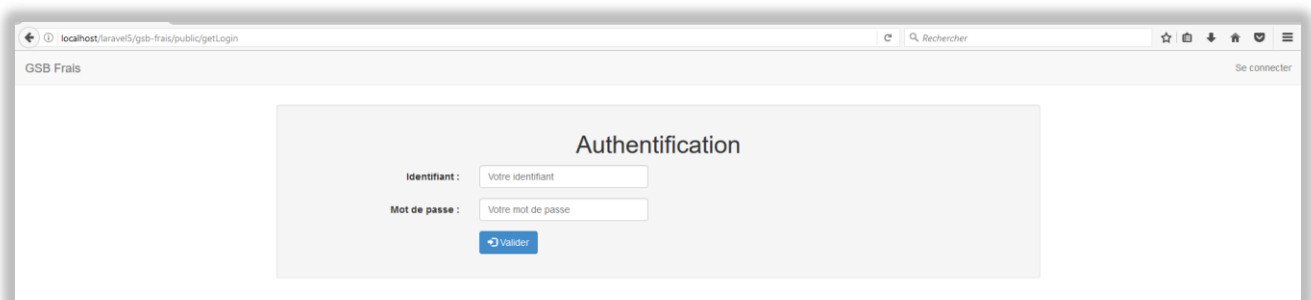 localhost/laravel5/gsb-frais/public/getLogin
Rechercher
GSB Frais
Se connecter
Authentification
Identifiant :
Votre identifiant
Mot de passe :
Votre mot de passe
Valider